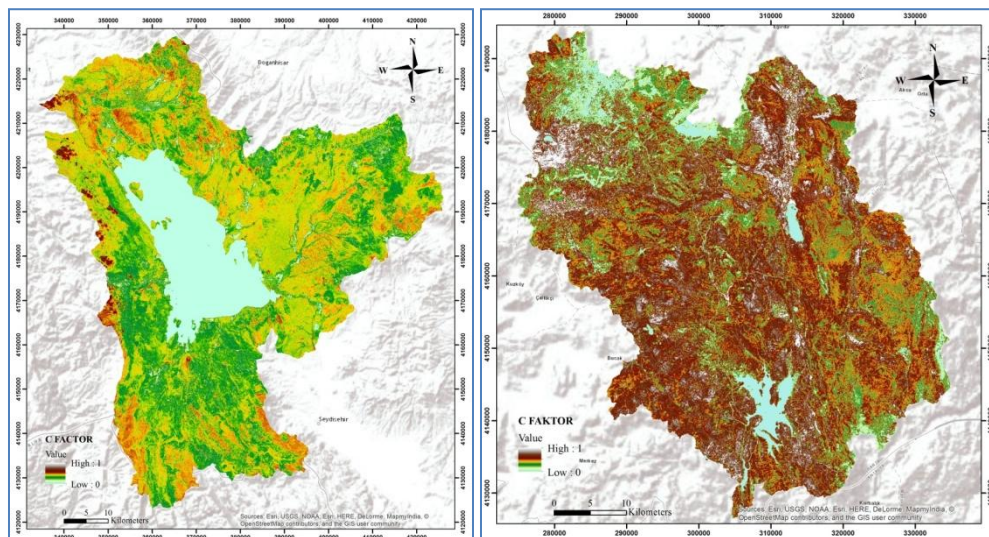 340000 350000 360000 370000 380000 390000 400000 410000 420000
4230000
4220000
4210000
4200000
4190000
4180000
4170000
4160000
4150000
4140000
4130000
4120000
N
W E
S
Seydisehir
C FACTOR
Value
High : 1
Low : 0
0 5 10
Kilometers
Sources: Esri, USGS, NOAA, Esri, HERE, DeLorme, MapmyIndia, ©
OpenStreetMap contributors, and the GIS user community
280000 290000 300000 310000 320000 330000
4190000
4180000
4170000
4160000
4150000
4140000
4130000
N
W E
S
C FAKTOR
Value
High : 1
Low : 0
0 5 10
Kilometers
Sources: Esri, USGS, NOAA, Esri, HERE, DeLorme, MapmyIndia, ©
OpenStreetMap contributors, and the GIS user community